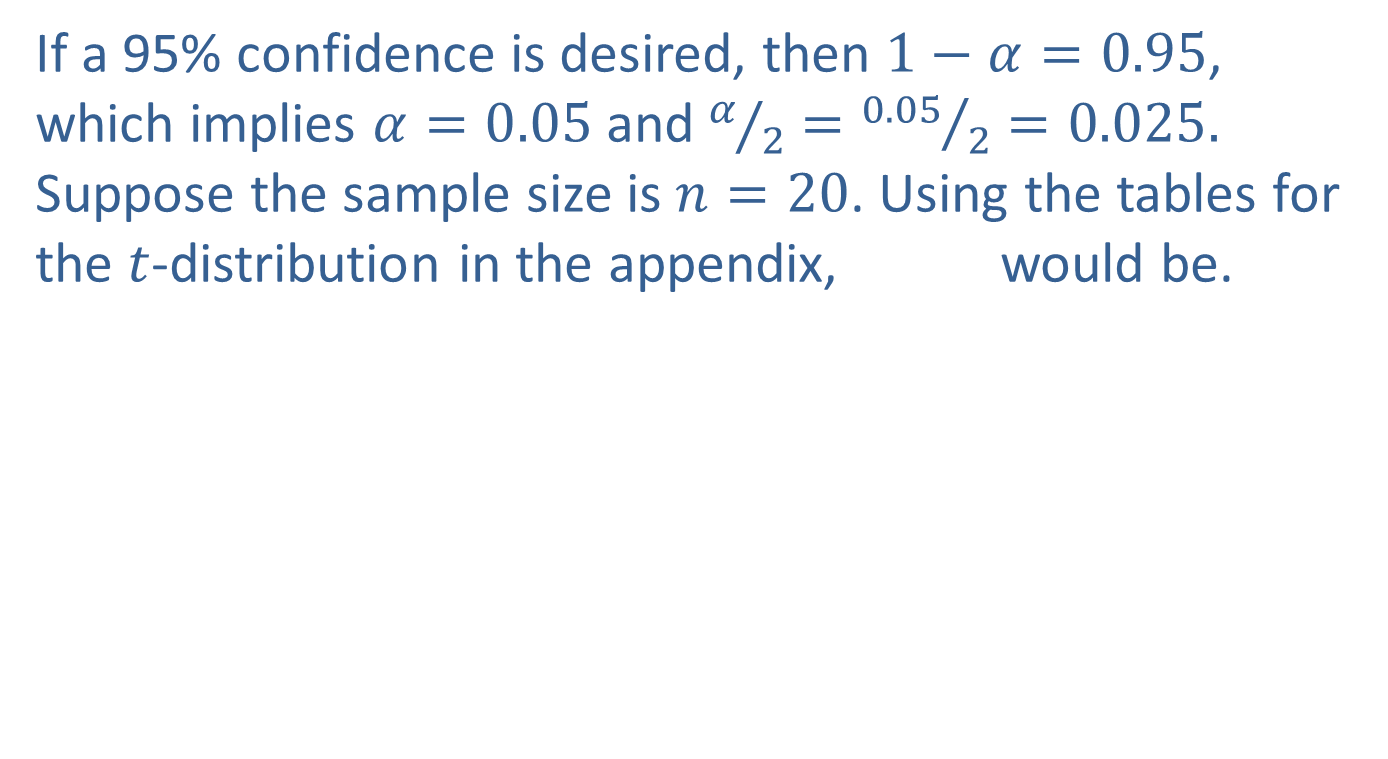 If a 95% confidence is desired, then 1 − α = 0.95,
which implies α = 0.05 and α/2 = 0.05/2 = 0.025.
Suppose the sample size is n = 20. Using the tables for
the t-distribution in the appendix, would be.